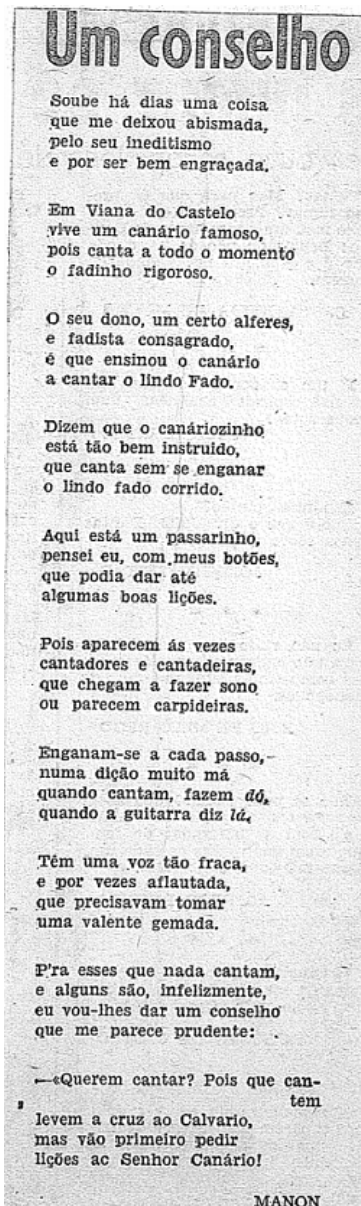 Um conselho
Soube há dias uma coisa
que me deixou abismada,
pelo seu ineditismo
e por ser bem engraçada.
Em Viana do Castelo
vive um canário famoso,
pois canta a todo o momento
o fadinho rigoroso.
O seu dono, um certo alferes,
e fadista consagrado,
é que ensinou o canário
a cantar o lindo Fado.
Dizem que o canáriozinho
está tão bem instruido,
que canta sem se enganar
o lindo fado corrido.
Aqui está um passarinho,
pensei eu, com meus botões,
que podia dar até
algumas boas lições.
Pois aparecem ás vezes
cantadores e cantadeiras,
que chegam a fazer sono
ou parecem carpideiras.
Enganam-se a cada passo,
numa dição muito má
quando cantam, fazem dó,
quando a guitarra diz lá,
Têm uma voz tão fraca,
e por vezes aflautada,
que precisavam tomar
uma valente gemada.
P'ra esses que nada cantam,
e alguns são, infelizmente,
eu vou-lhes dar um conselho
que me parece prudente:
—«Querem cantar? Pois que can-
tem
levem a cruz ao Calvario,
mas vão primeiro pedir
lições ao Senhor Canário!
MANON